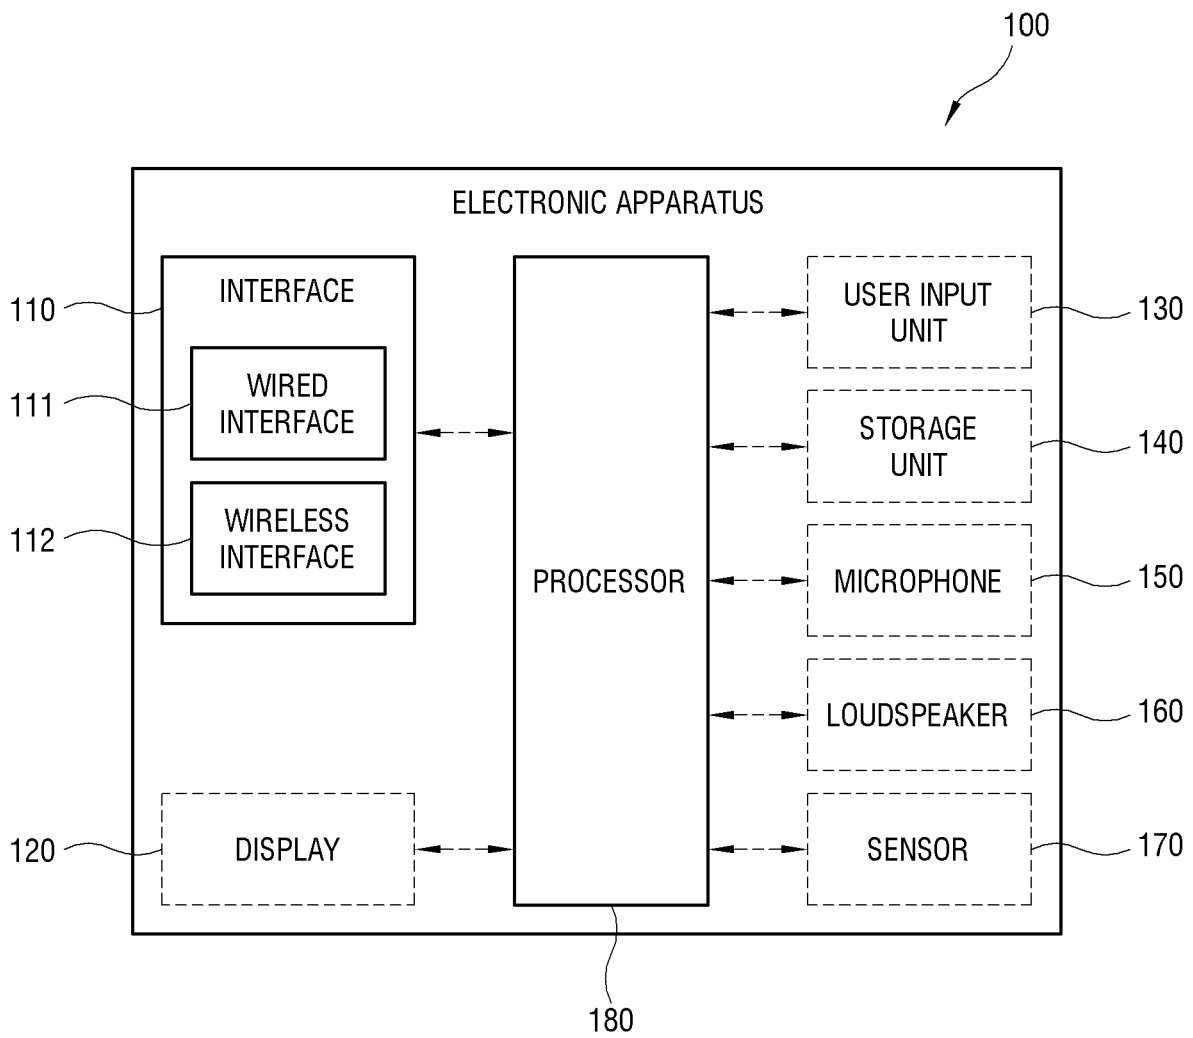 100
ELECTRONIC APPARATUS
110
INTERFACE
111
WIRED
INTERFACE
112
WIRELESS
INTERFACE
120
DISPLAY
PROCESSOR
180
USER INPUT
UNIT
130
STORAGE
UNIT
140
MICROPHONE
150
LOUDSPEAKER
160
SENSOR
170